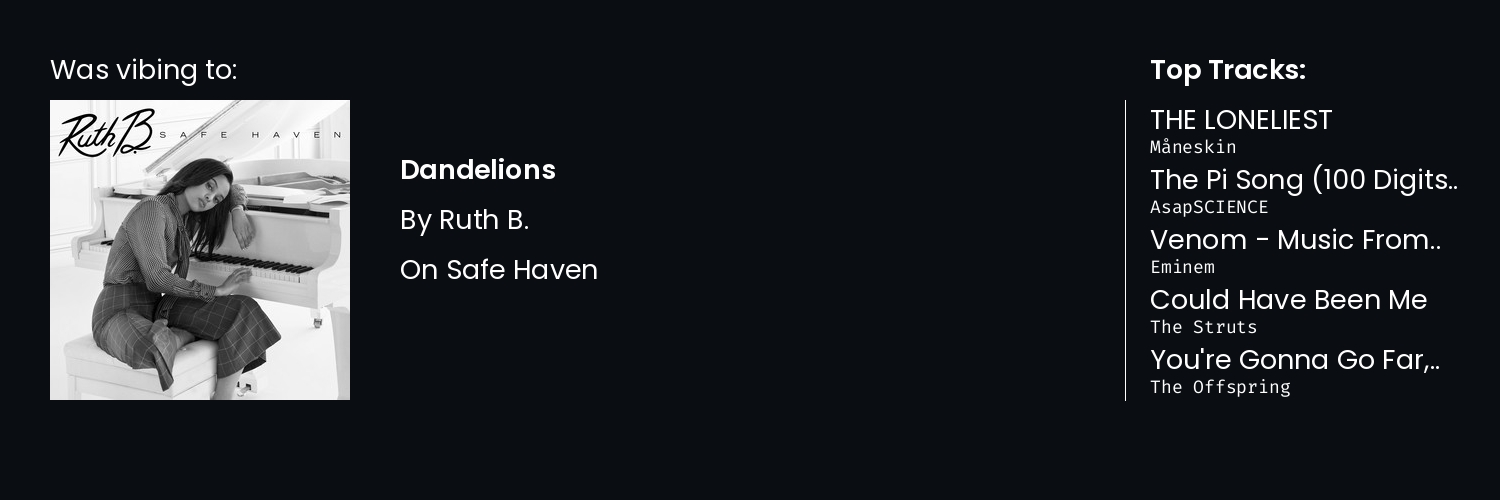 Was vibing to:
Ruth B. SAFE HAVEN
Dandelions
By Ruth B.
On Safe Haven
Top Tracks:
THE LONELIEST
Måneskin
The Pi Song (100 Digits..
AsapSCIENCE
Venom - Music From..
Eminem
Could Have Been Me
The Struts
You're Gonna Go Far,..
The Offspring